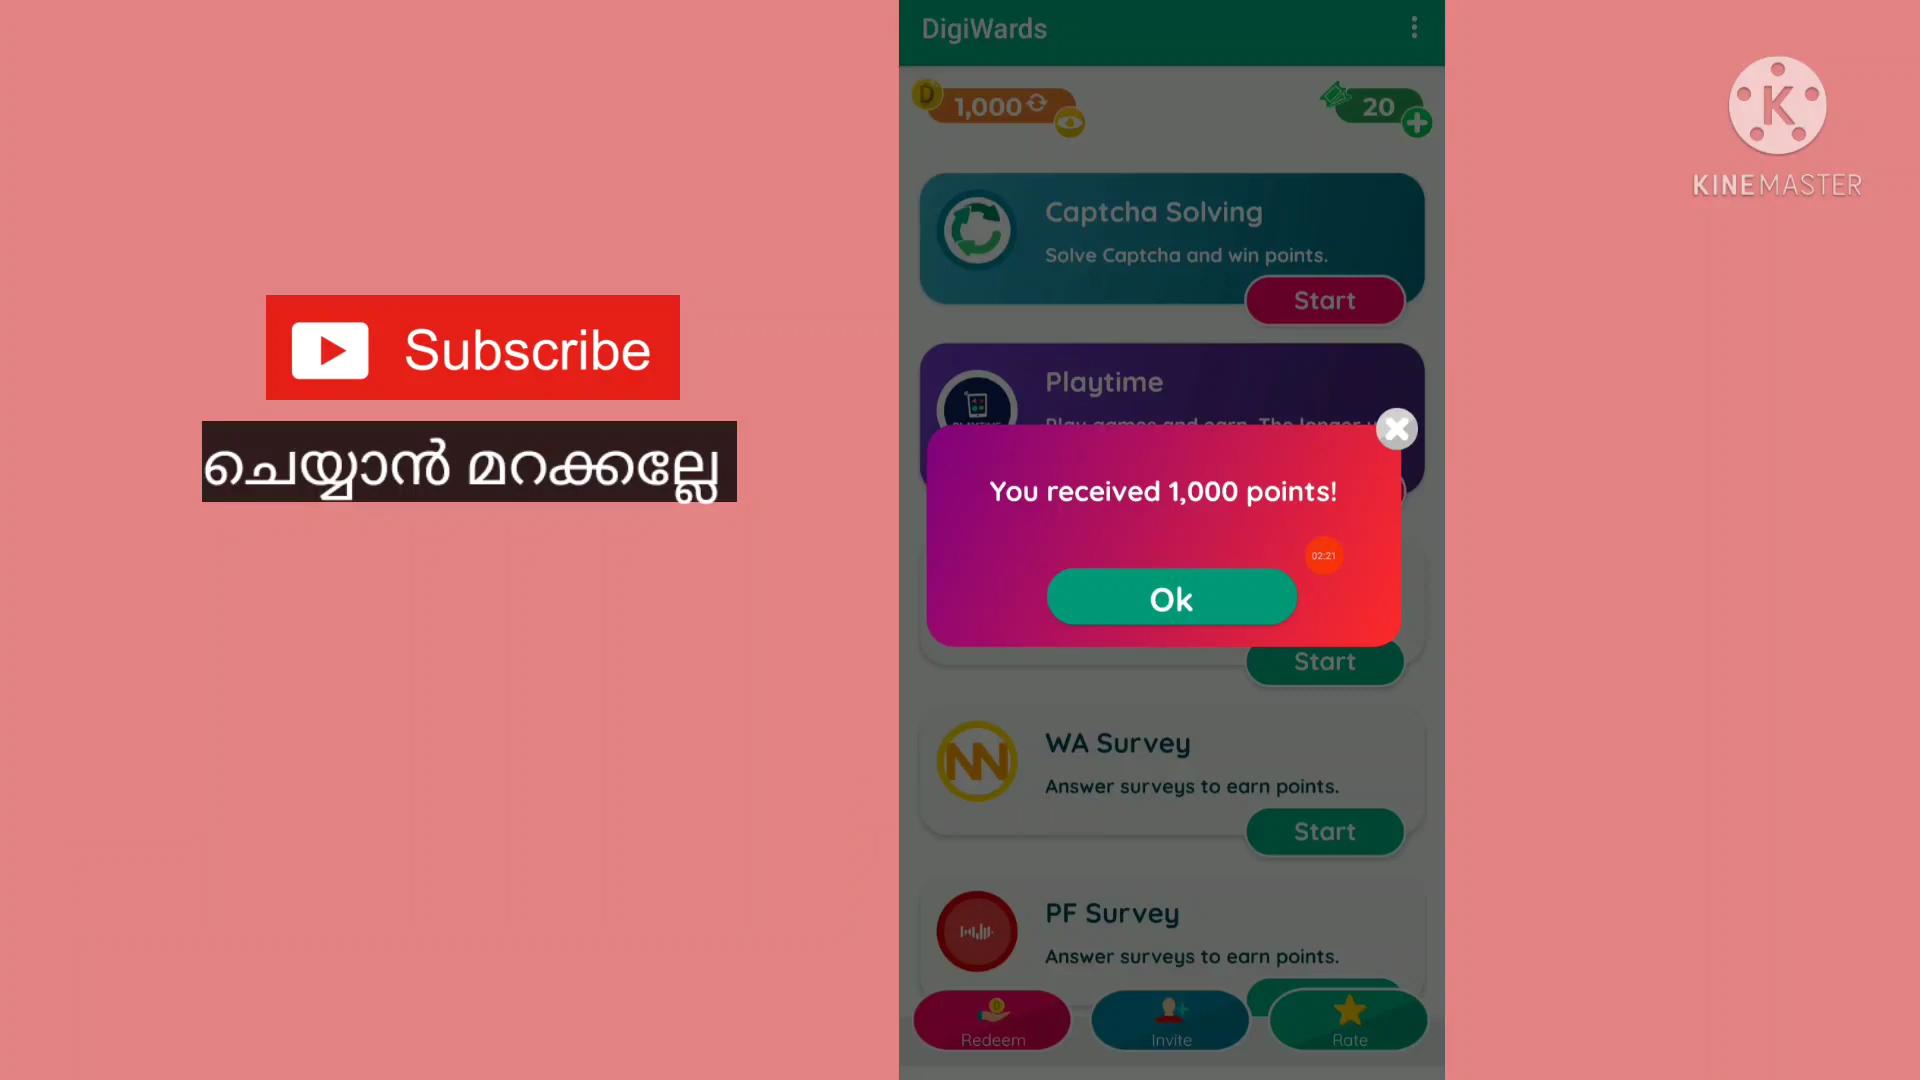 DigiWards
1,000
20
Captcha Solving
Solve Captcha and win points.
Start
Playtime
You received 1,000 points!
02:21
Ok
Start
WA Survey
Answer surveys to earn points.
Start
PF Survey
Answer surveys to earn points.
Redeem
Invite
Rate
Subscribe
ചെയ്യാൻ മറക്കല്ലേ
K
KINEMASTER